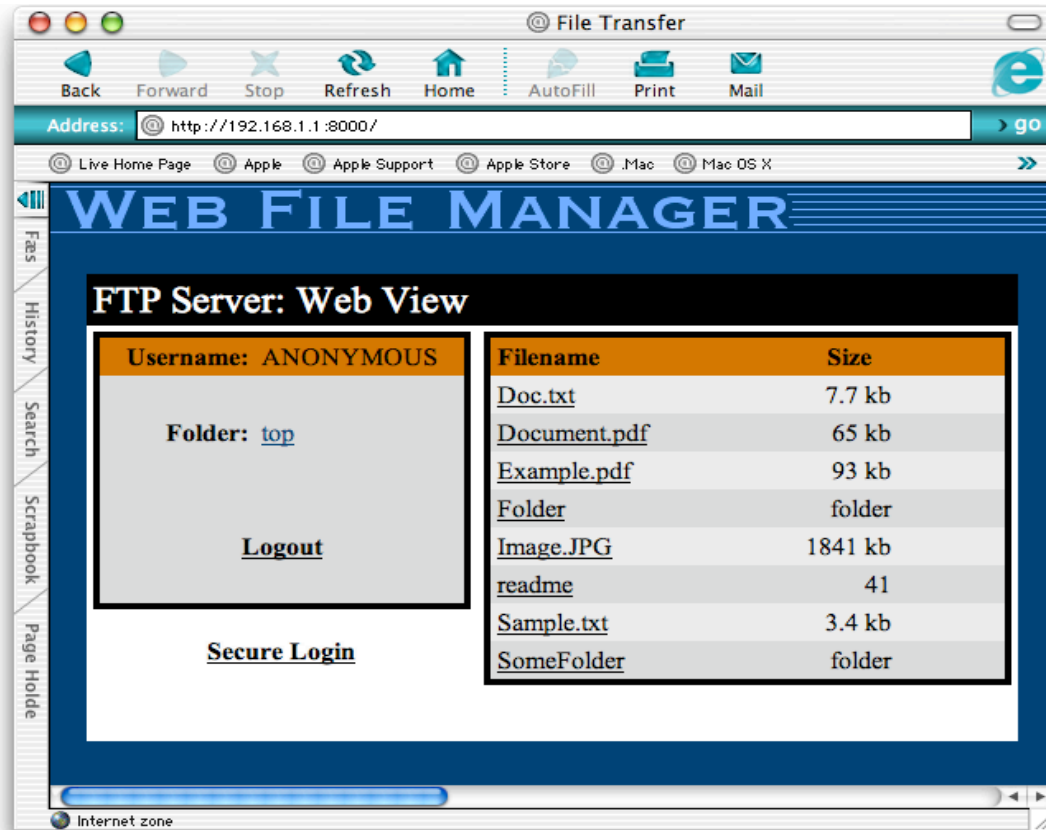 File Transfer
Back Forward Stop Refresh Home AutoFill Print Mail
Address: http://192.168.1.1:8000/ go
Live Home Page Apple Apple Support Apple Store .Mac Mac OS X
WEB FILE MANAGER
FTP Server: Web View
Username: ANONYMOUS
Folder: top
Logout
Secure Login
Filename Size
Doc.txt 7.7 kb
Document.pdf 65 kb
Example.pdf 93 kb
Folder folder
Image.JPG 1841 kb
readme 41
Sample.txt 3.4 kb
SomeFolder folder
Fæs
History
Search
Scrapbook
Page Holde
Internet zone